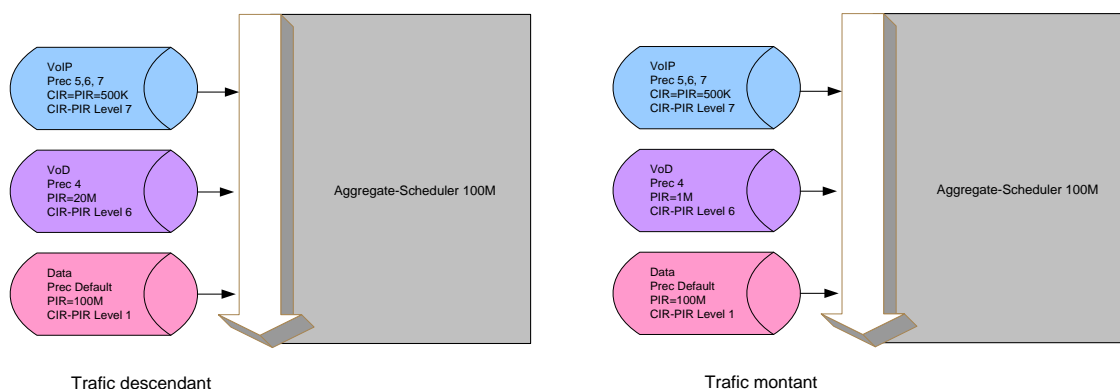 VoIP
Prec 5,6, 7
CIR=PIR=500K
CIR-PIR Level 7
VoD
Prec 4
PIR=20M
CIR-PIR Level 6
Data
Prec Default
PIR=100M
CIR-PIR Level 1
Aggregate-Scheduler 100M
Trafic descendant
VoIP
Prec 5,6, 7
CIR=PIR=500K
CIR-PIR Level 7
VoD
Prec 4
PIR=1M
CIR-PIR Level 6
Data
Prec Default
PIR=100M
CIR-PIR Level 1
Aggregate-Scheduler 100M
Trafic montant